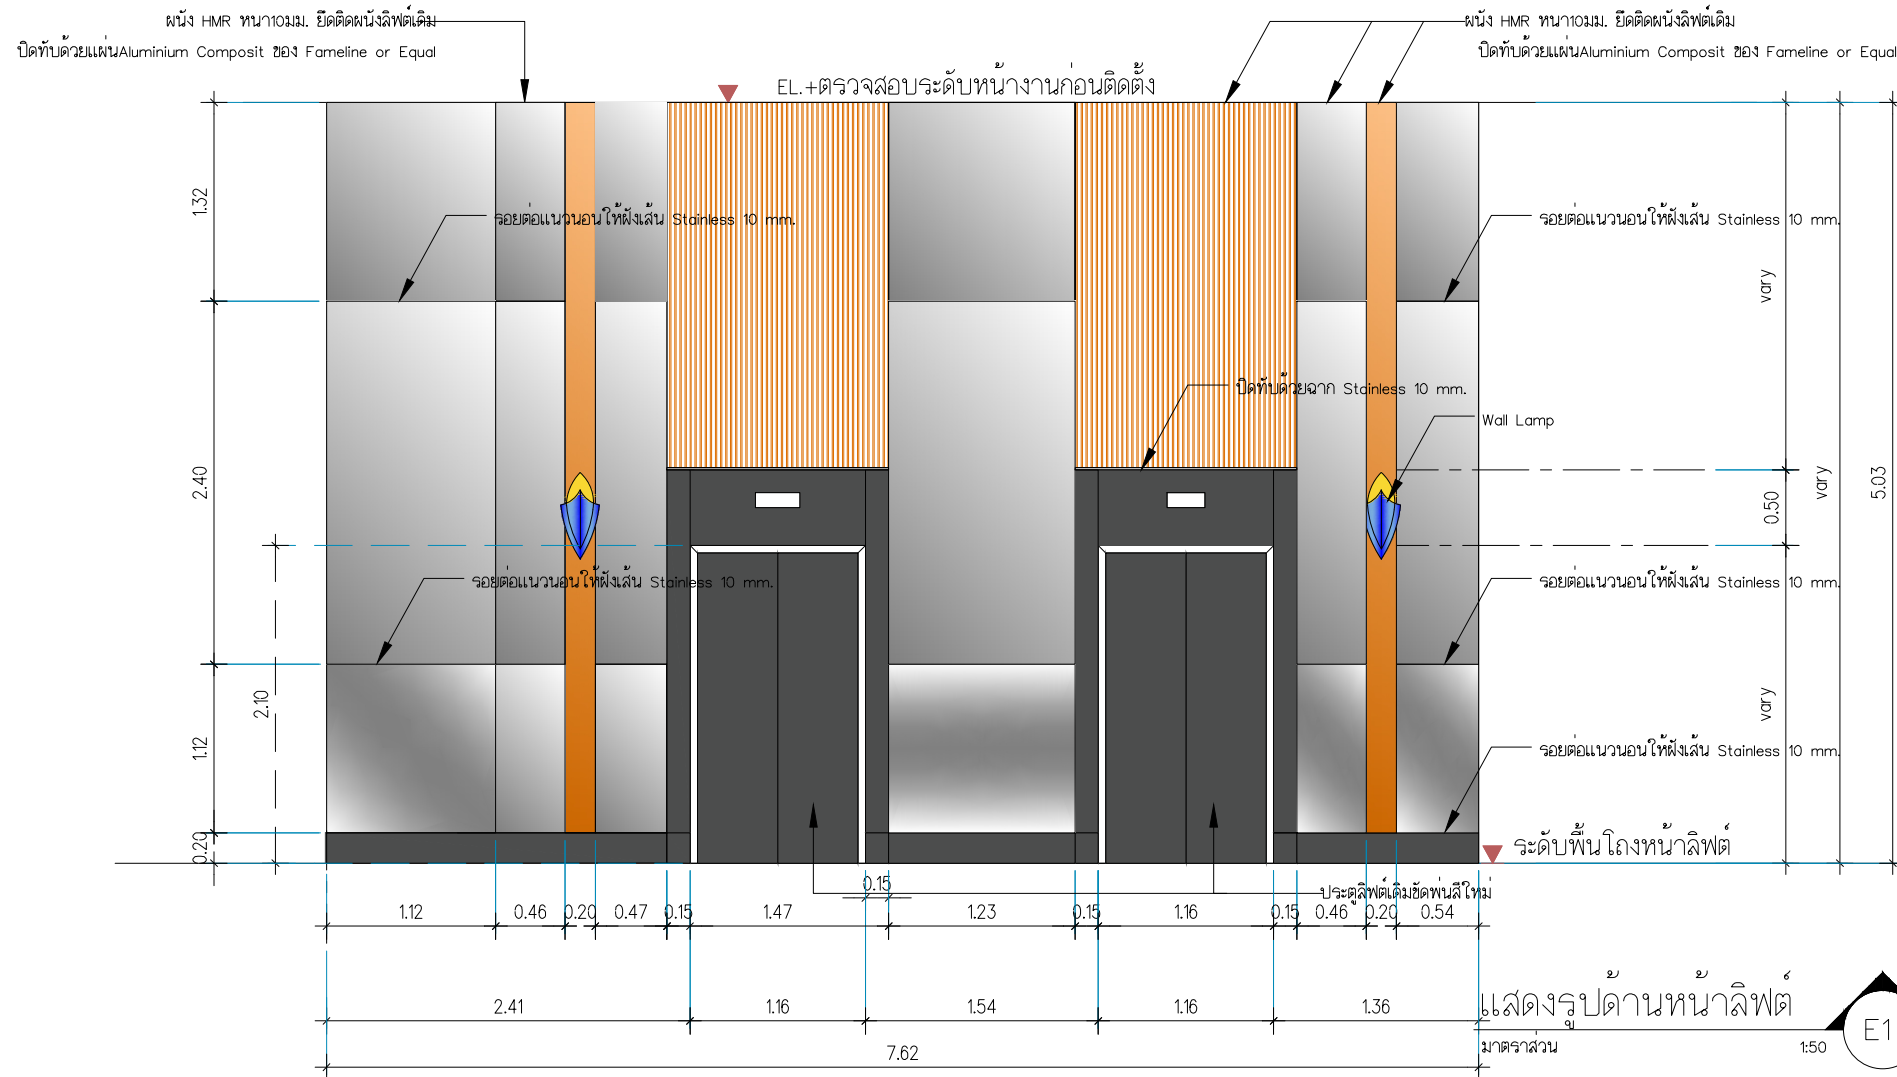 ผนัง HMR หนา10มม. ยึดติดผนังลิฟต์เดิม
ปิดทับด้วยแผ่นAluminium Composit ของ Fameline or Equal
ผนัง HMR หนา10มม. ยึดติดผนังลิฟต์เดิม
ปิดทับด้วยแผ่นAluminium Composit ของ Fameline or Equal
EL.+ตรวจสอบระดับหน้างานก่อนติดตั้ง
1.32
รอยต่อแนวนอนให้ฝังเส้น Stainless 10 mm.
รอยต่อแนวนอนให้ฝังเส้น Stainless 10 mm.
vary
ปิดทับด้วยฉาก Stainless 10 mm.
Wall Lamp
2.40
0.50
vary
5.03
รอยต่อแนวนอนให้ฝังเส้น Stainless 10 mm.
รอยต่อแนวนอนให้ฝังเส้น Stainless 10 mm.
2.10
vary
1.12
รอยต่อแนวนอนให้ฝังเส้น Stainless 10 mm.
0.20
ระดับพื้นโถงหน้าลิฟต์
0.15
ประตูลิฟต์เดิมขัดพ่นสีใหม่
1.12 0.46 0.20 0.47 0.15 1.47 1.23 0.15 1.16 0.15 0.46 0.20 0.54
2.41 1.16 1.54 1.16 1.36
7.62
แสดงรูปด้านหน้าลิฟต์
มาตราส่วน 1:50
E1